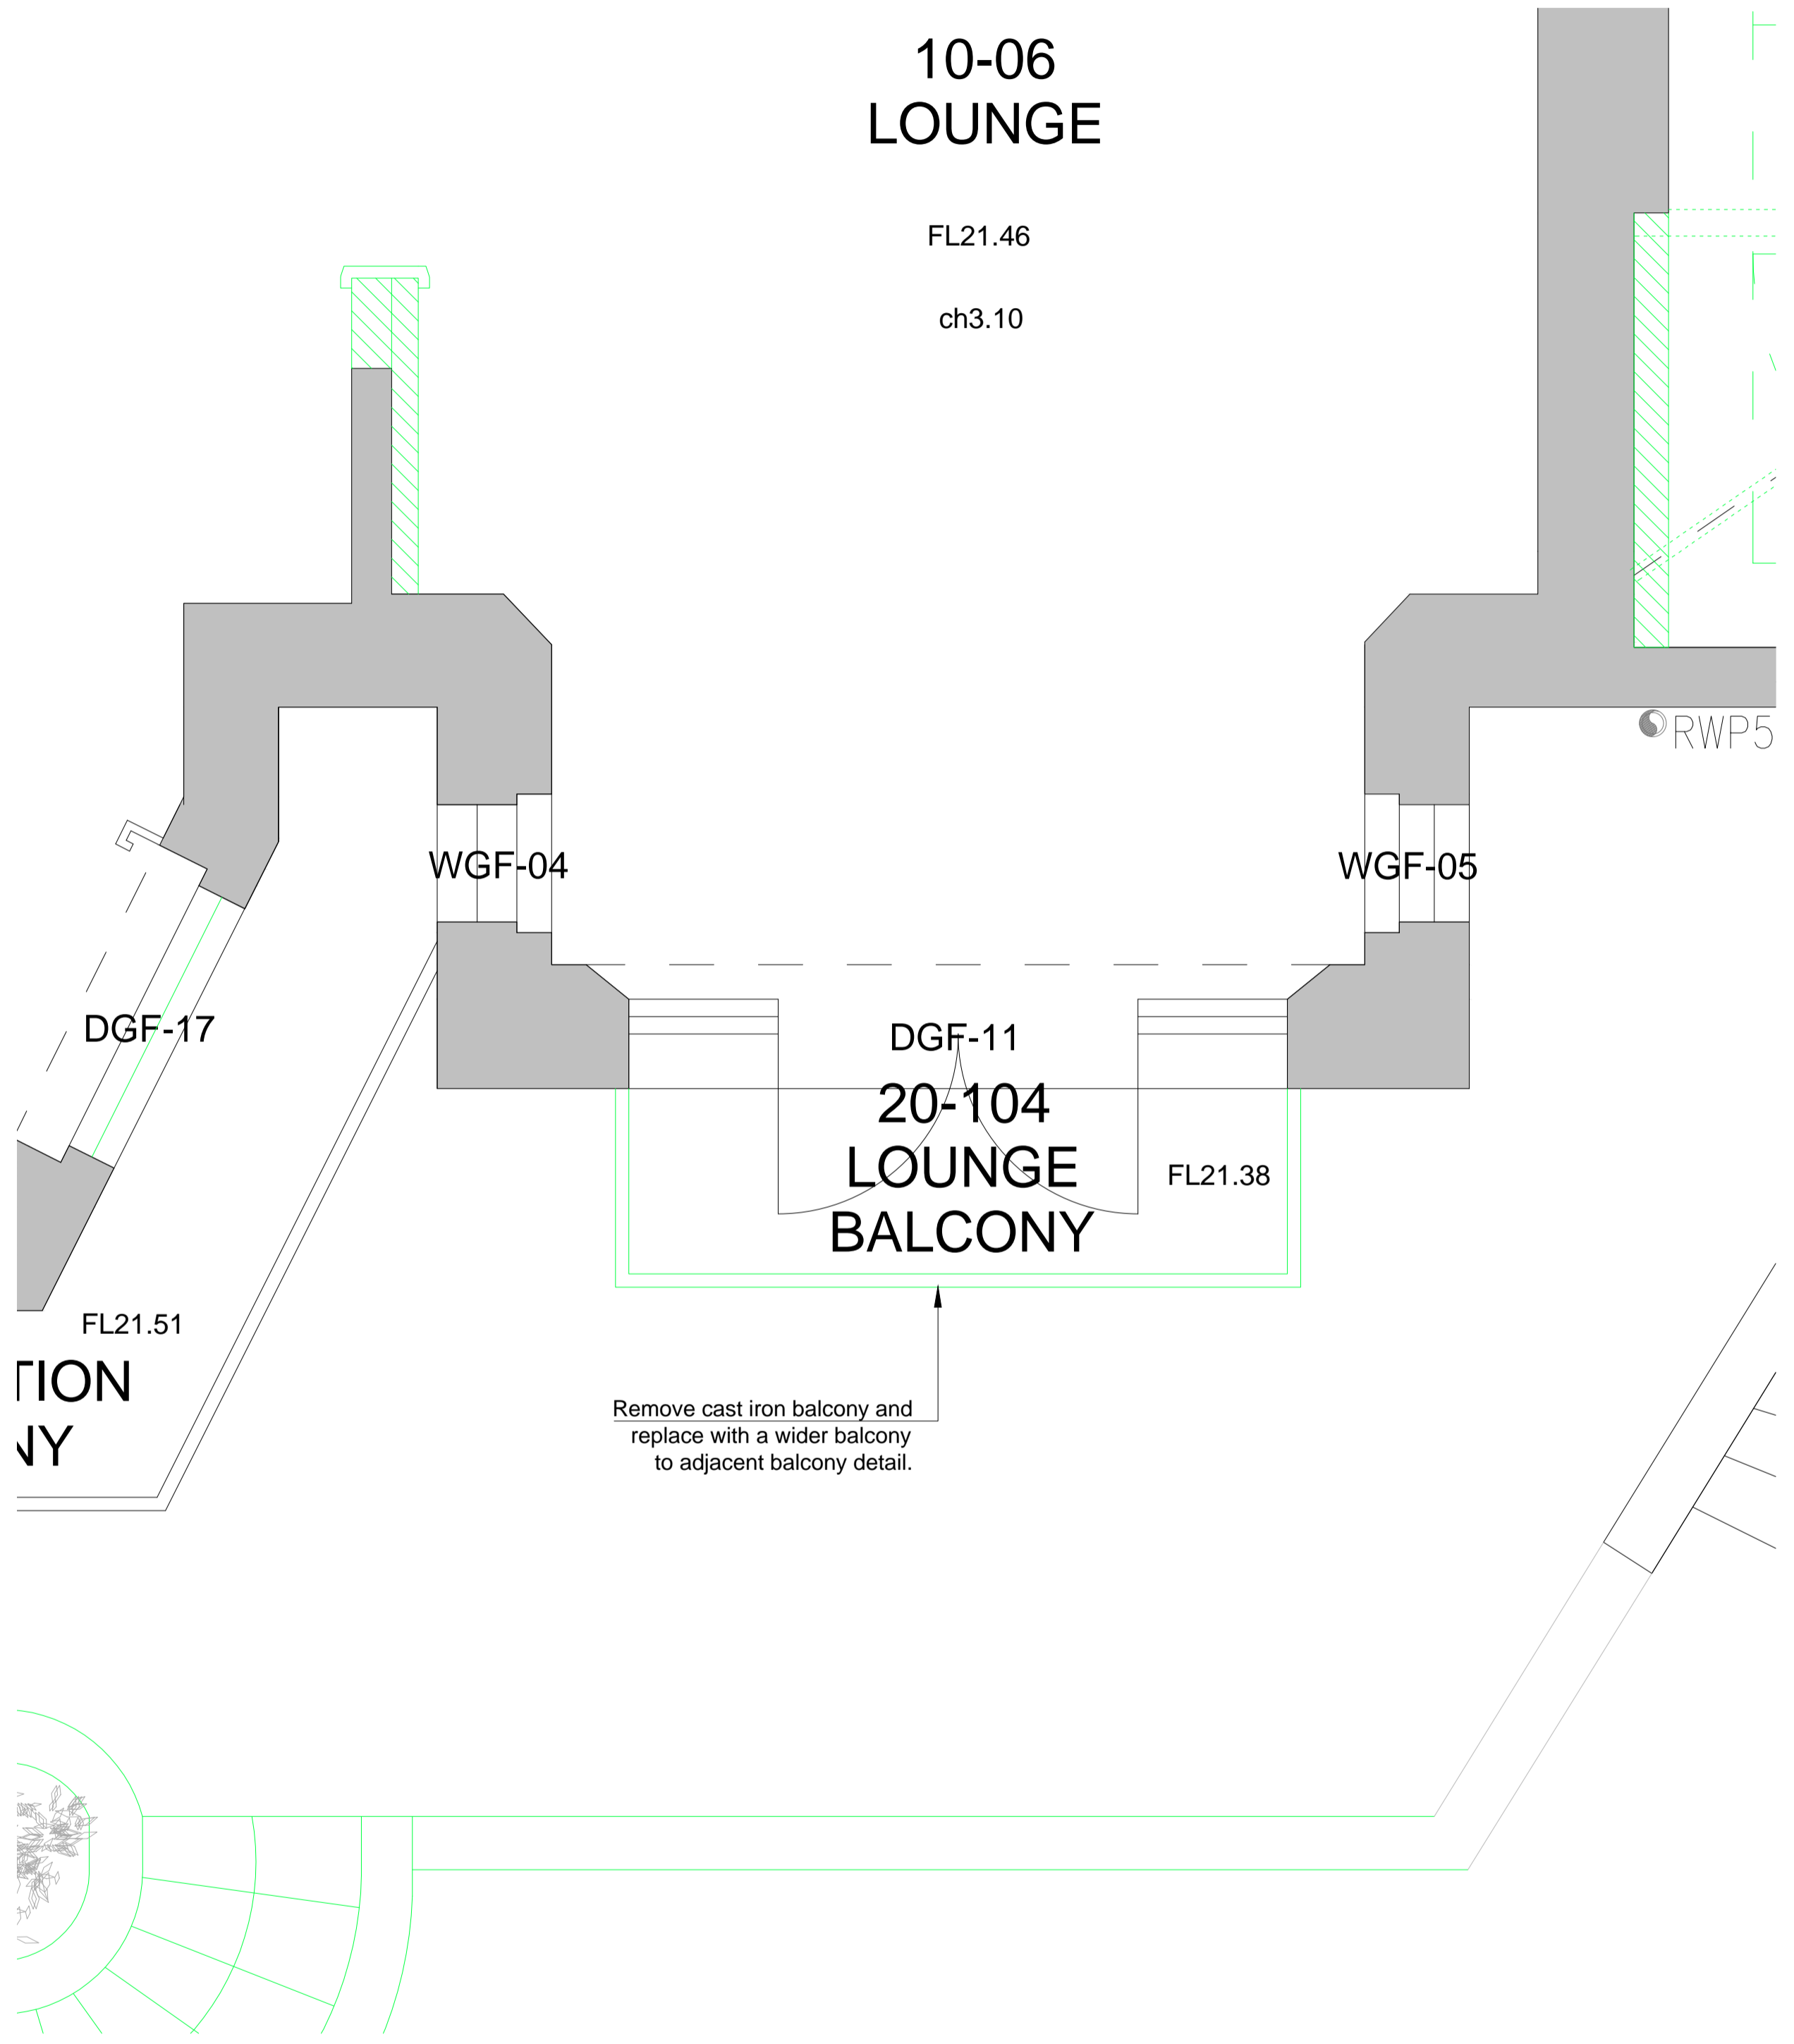 10-06
LOUNGE
FL21.46
ch3.10
RWP5
WGF-04
WGF-05
DGF-17
DGF-11
20-104
LOUNGE
BALCONY
FL21.38
FL21.51
TION
NY
Remove cast iron balcony and
replace with a wider balcony
to adjacent balcony detail.